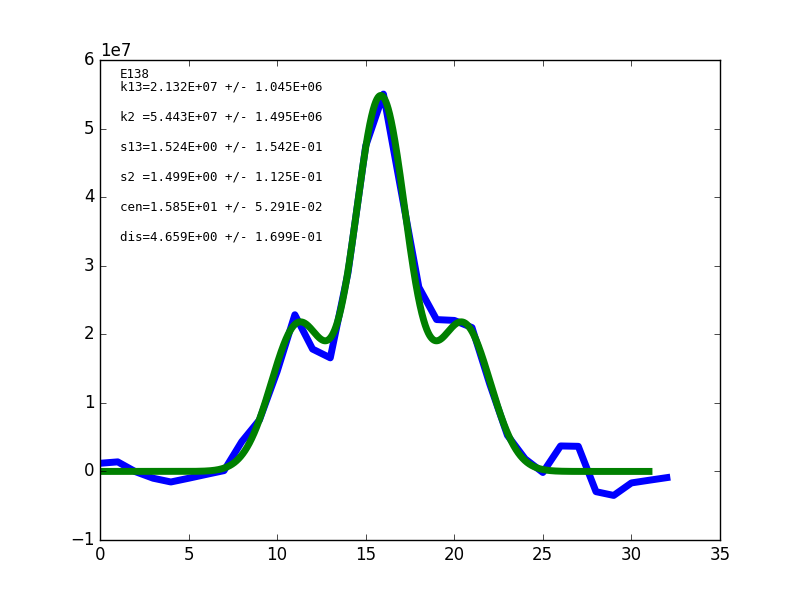 1e7
E138
k13=2.132E+07 +/- 1.045E+06
k2 =5.443E+07 +/- 1.495E+06
s13=1.524E+00 +/- 1.542E-01
s2 =1.499E+00 +/- 1.125E-01
cen=1.585E+01 +/- 5.291E-02
dis=4.659E+00 +/- 1.699E-01
6
5
4
3
2
1
0
−1
0 5 10 15 20 25 30 35